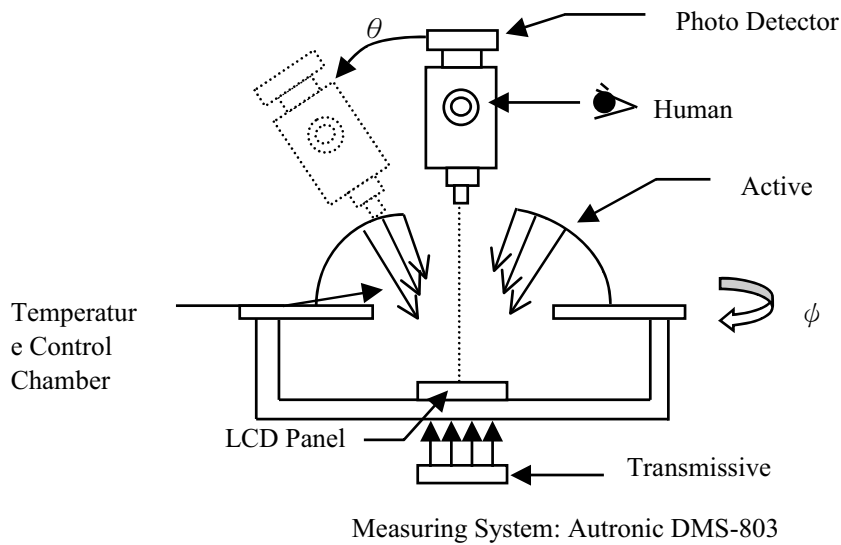 Photo Detector
θ
Human
Active
Temperatur
e Control
Chamber
ϕ
LCD Panel
Transmissive
Measuring System: Autronic DMS-803